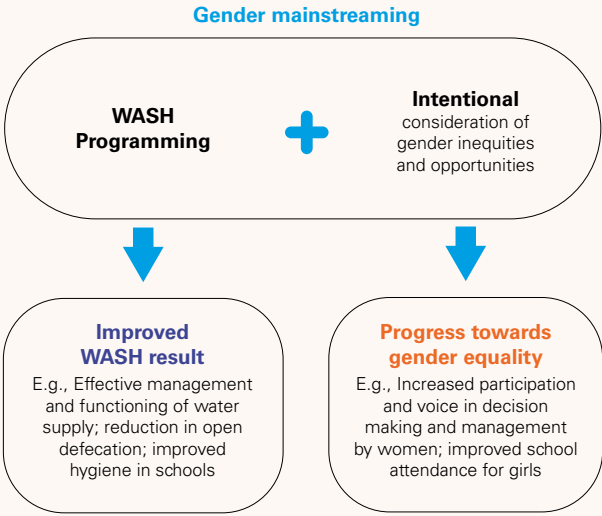 Gender mainstreaming
WASH
Programming
Intentional
consideration of
gender inequities
and opportunities
Improved
WASH result
E.g., Effective management
and functioning of water
supply; reduction in open
defecation; improved
hygiene in schools
Progress towards
gender equality
E.g., Increased participation
and voice in decision
making and management
by women; improved school
attendance for girls